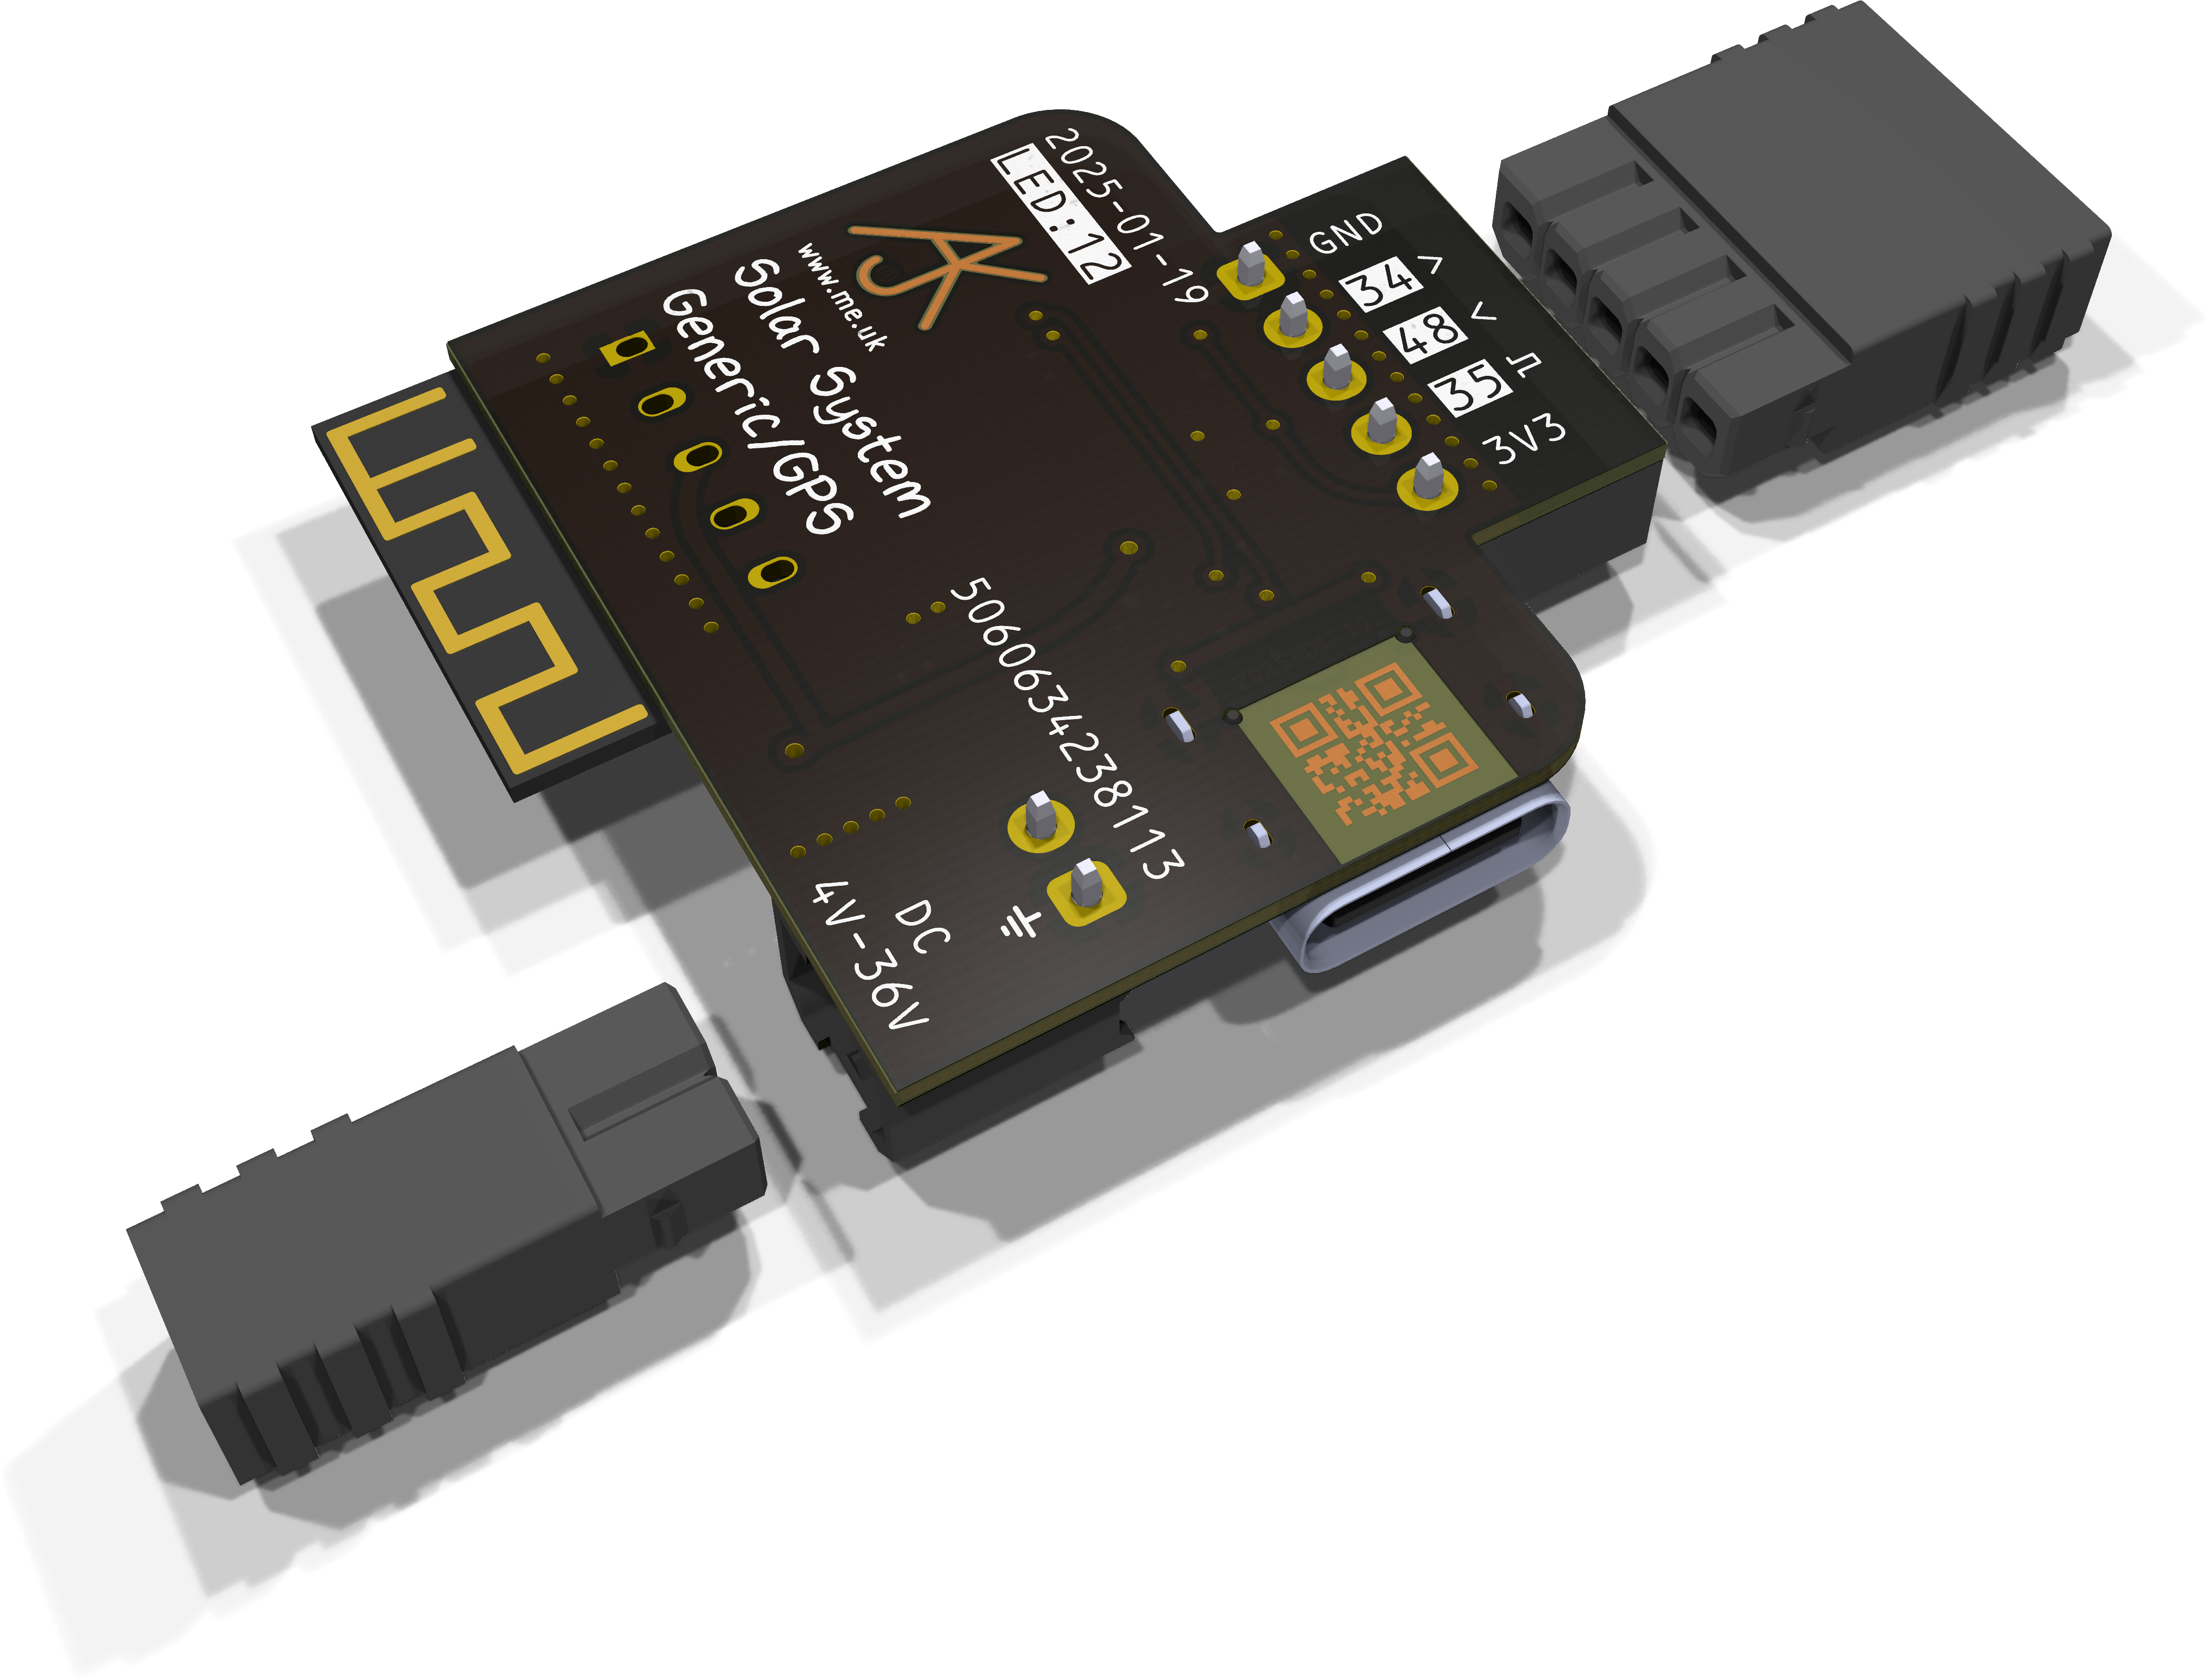 2025-01-19
LED:12
AJK
www.me.uk
Solar System
Generic/GPS
GND
34 >
48 <
35
3V3
5060634238113
DC
4V-36V